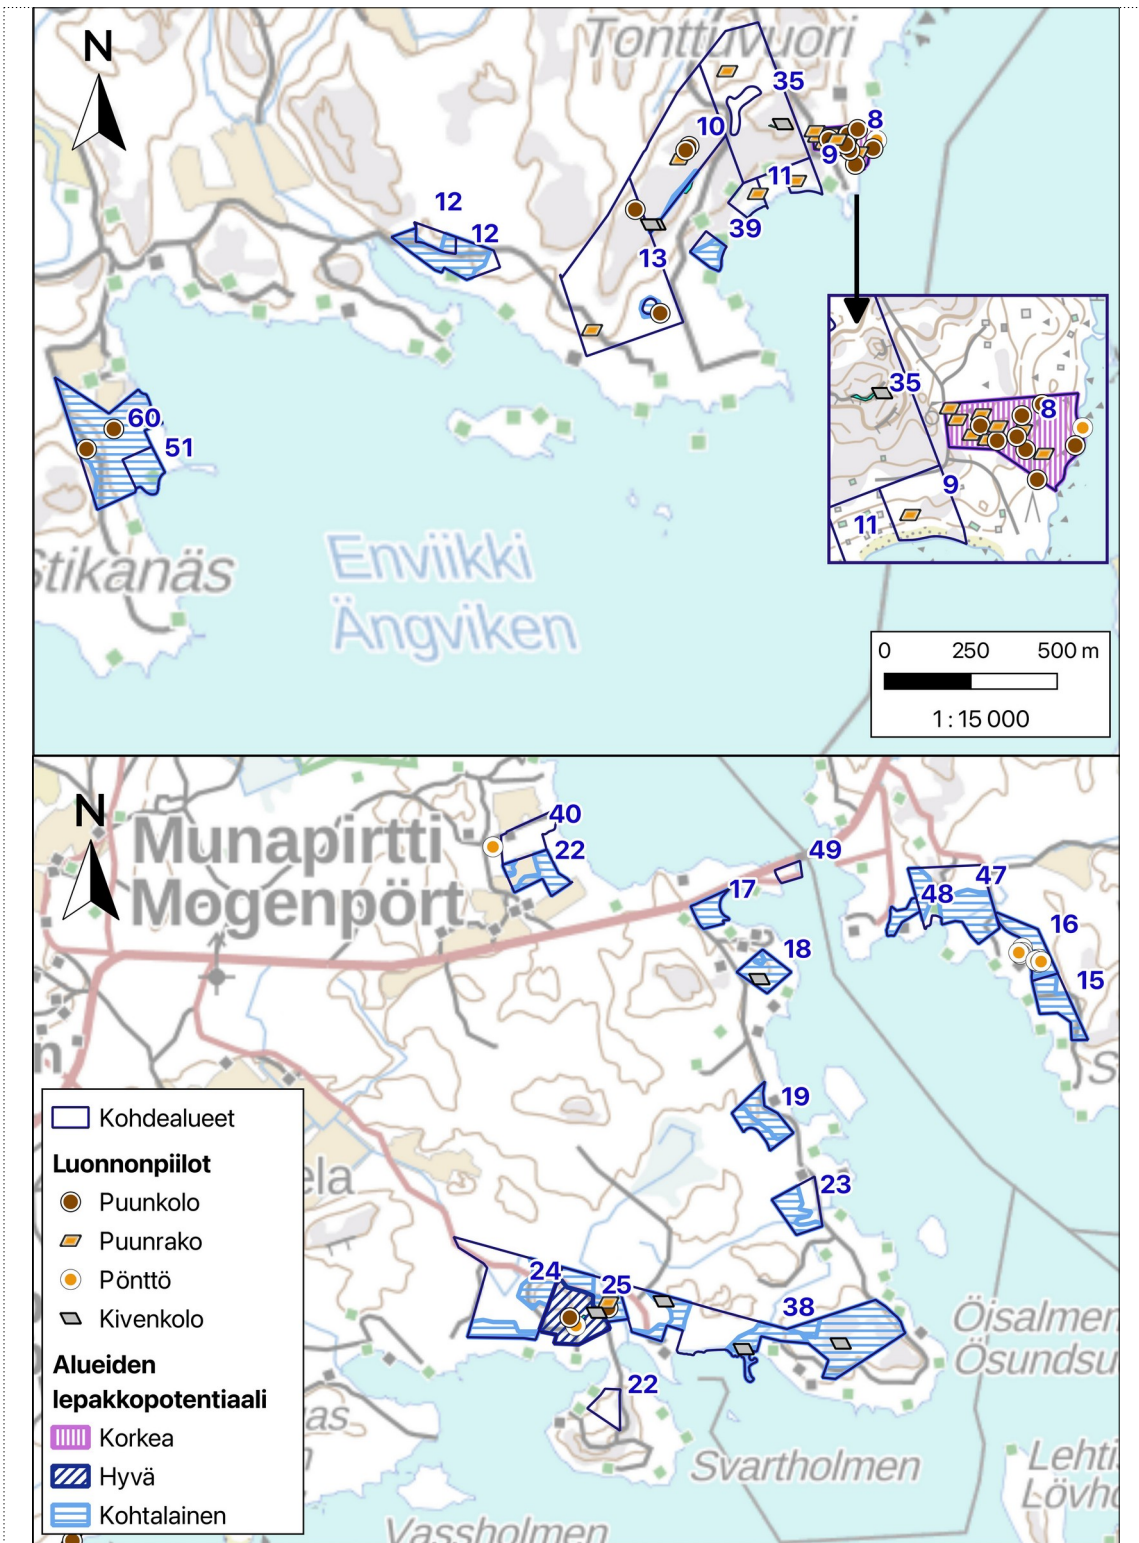 Tonttuvuori
N
35
10
8
9
11
12
12
39
13
35
8
60
51
9
11
Stikanäs
Enviikki
Ängviken
0 250 500 m
1:15 000
N
40
Munapirtti
22
49
Mogenpört
17
47
48
16
18
15
n
S
Kohdealueet
19
Luonnonpiilot
ela
Puunkolo
23
Puunrako
Pönttö
24
25
Kivenkolo
38
Öisalmen
Ösundsu
Alueiden
lepakkopotentiaali
22
as
Korkea
Svartholmen
Lehti
Hyvä
Lövho
Kohtalainen
Vassholmen